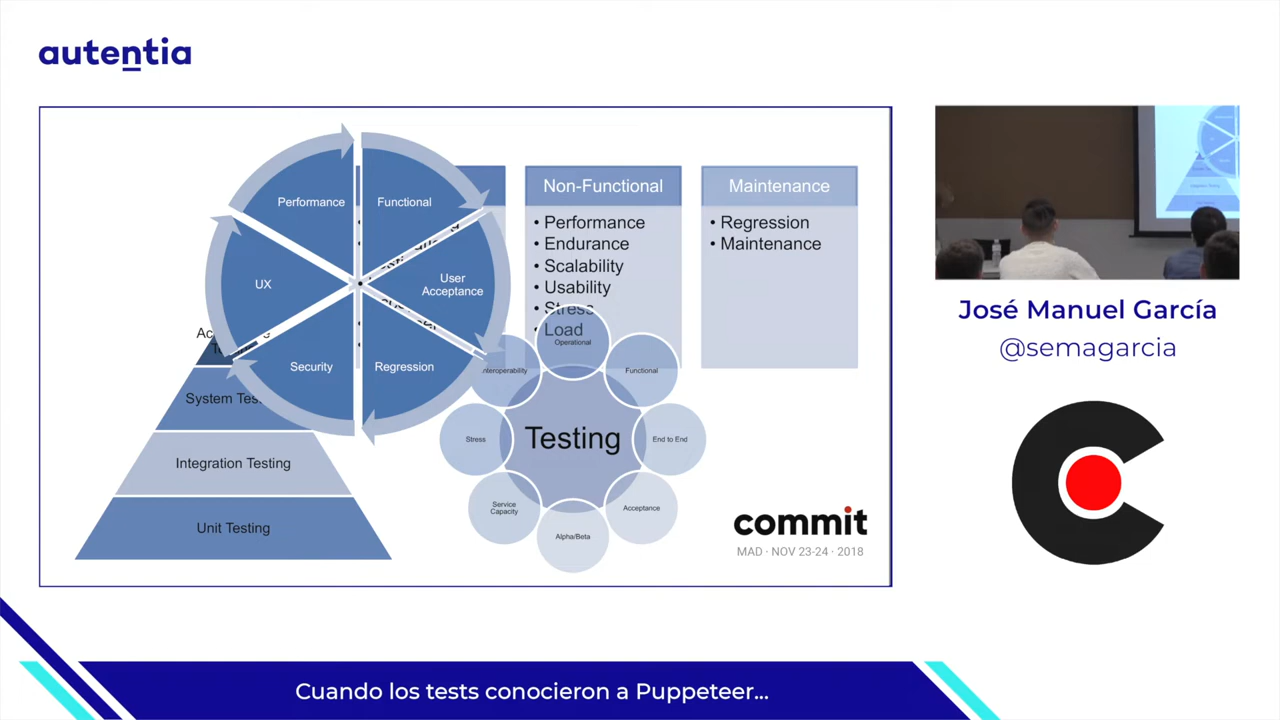 autentia
Performance
Functional
UX
User
Acceptance
Security
Regression
System Tes
Integration Testing
Unit Testing
Non-Functional
• Performance
• Endurance
• Scalability
• Usability
• Stress
• Load
Maintenance
• Regression
• Maintenance
Operational
Interoperability
Functional
Stress
Testing
End to End
Service
Capacity
Acceptance
Alpha/Beta
commit
MAD · NOV 23-24 · 2018
José Manuel García
@semagarcia
Cuando los tests conocieron a Puppeteer...